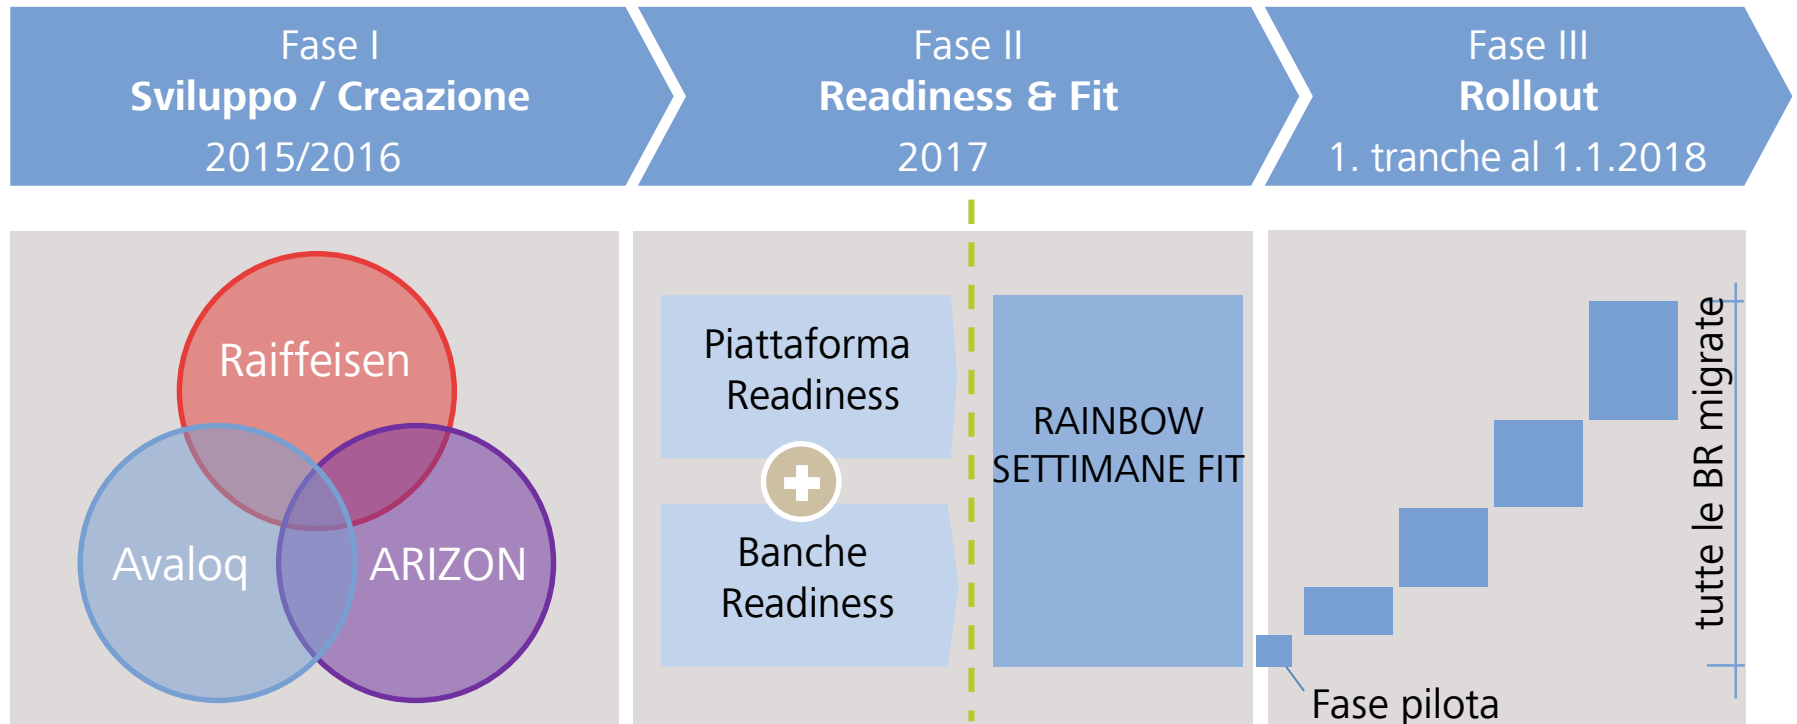 Fase I
Sviluppo / Creazione
2015/2016
Fase II
Readiness & Fit
2017
Fase III
Rollout
1. tranche al 1.1.2018
Raiffeisen
Avaloq
ARIZON
Piattaforma
Readiness
Banche
Readiness
RAINBOW
SETTIMANE FIT
Fase pilota
tutte le BR migrate